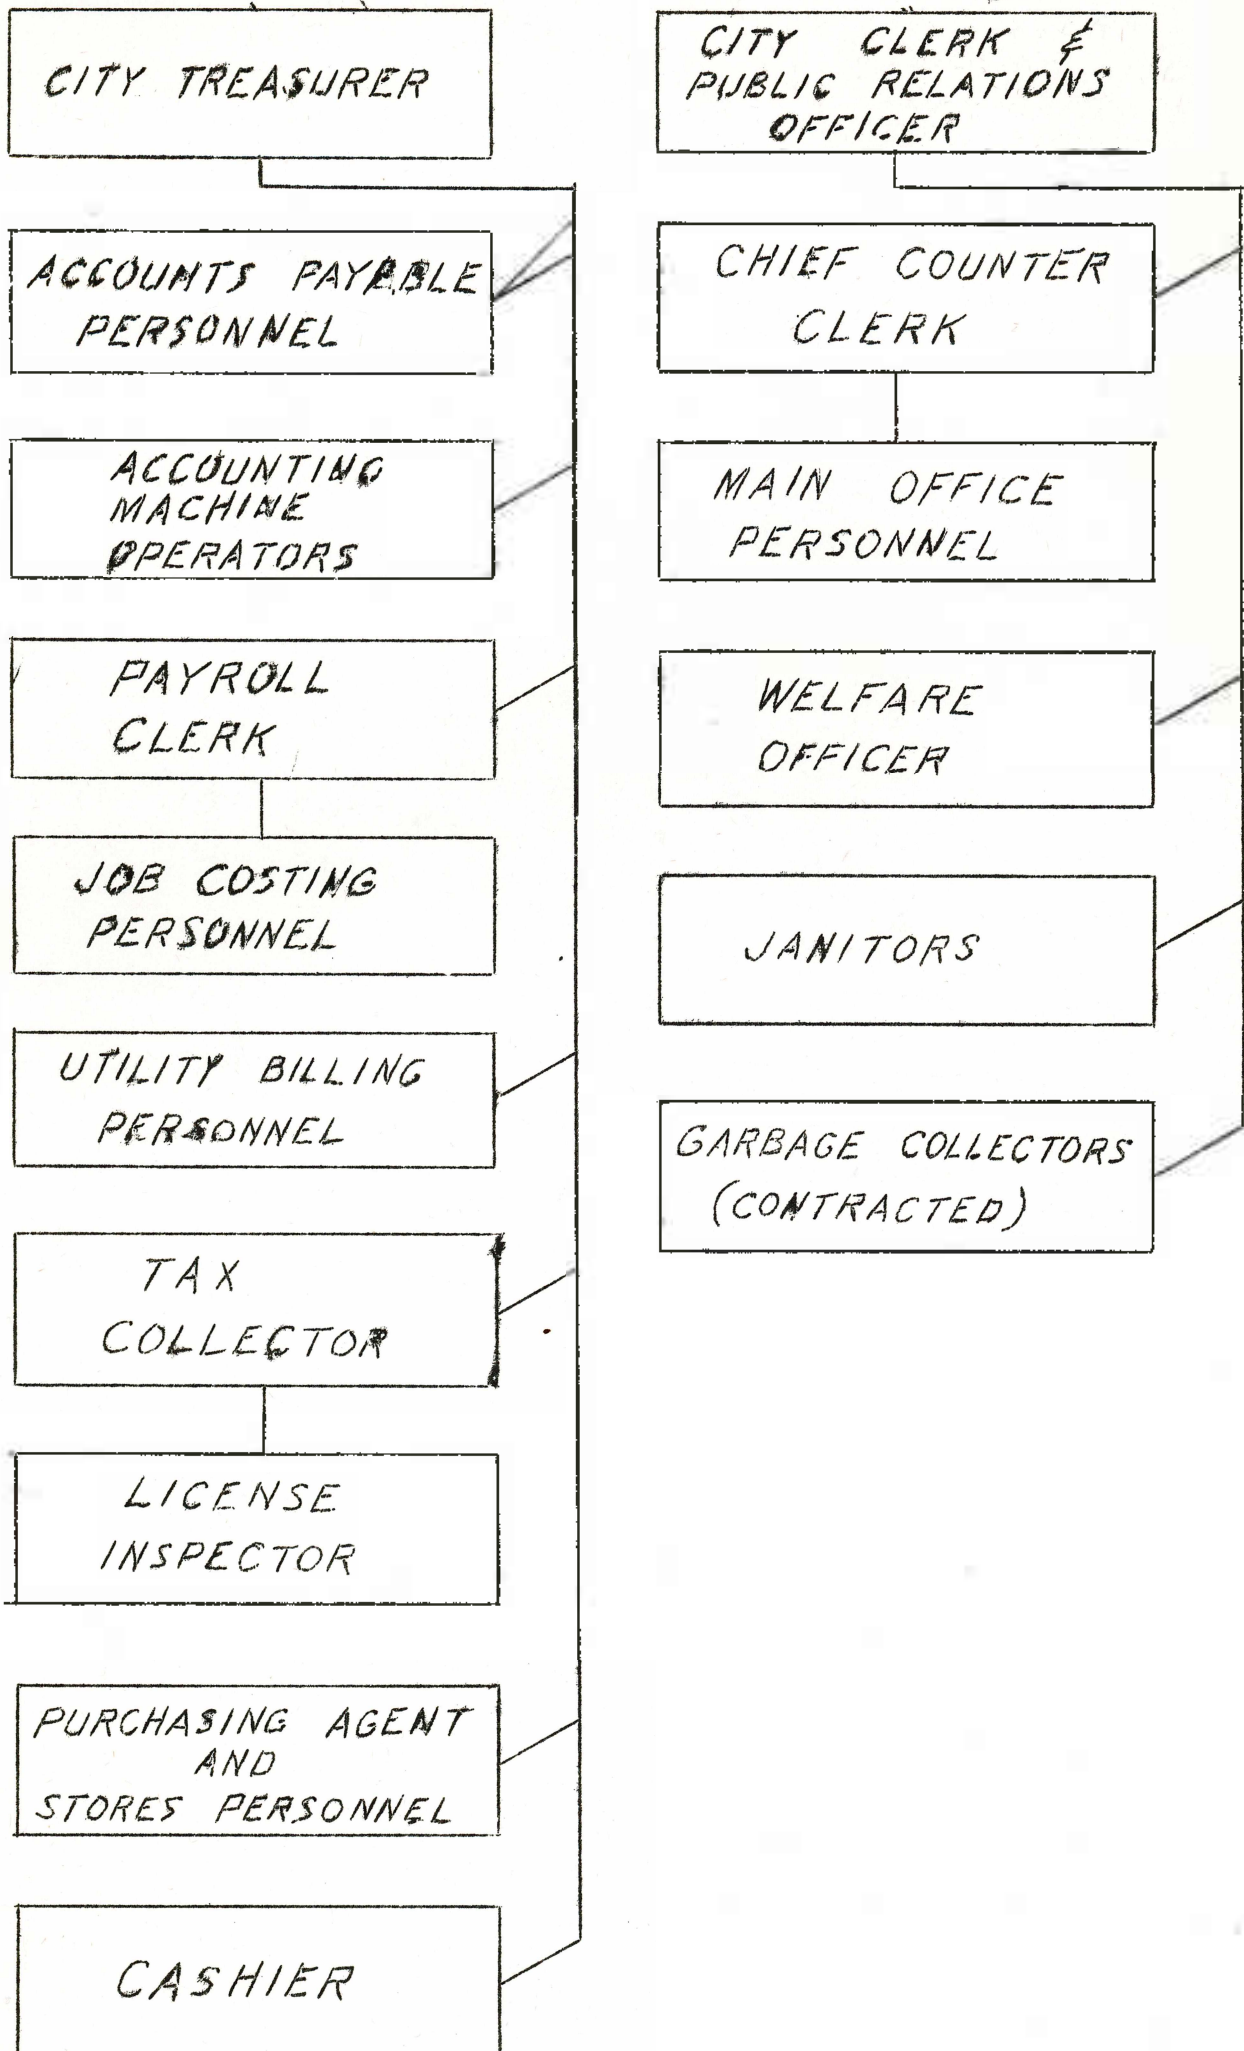 CITY TREASURER
ACCOUNTS PAYABLE
PERSONNEL
ACCOUNTING
MACHINE
OPERATORS
PAYROLL
CLERK
JOB COSTING
PERSONNEL
UTILITY BILLING
PERSONNEL
TAX
COLLECTOR
LICENSE
INSPECTOR
PURCHASING AGENT
AND
STORES PERSONNEL
CASHIER
CITY CLERK &
PUBLIC RELATIONS
OFFICER
CHIEF COUNTER
CLERK
MAIN OFFICE
PERSONNEL
WELFARE
OFFICER
JANITORS
GARBAGE COLLECTORS
(CONTRACTED)